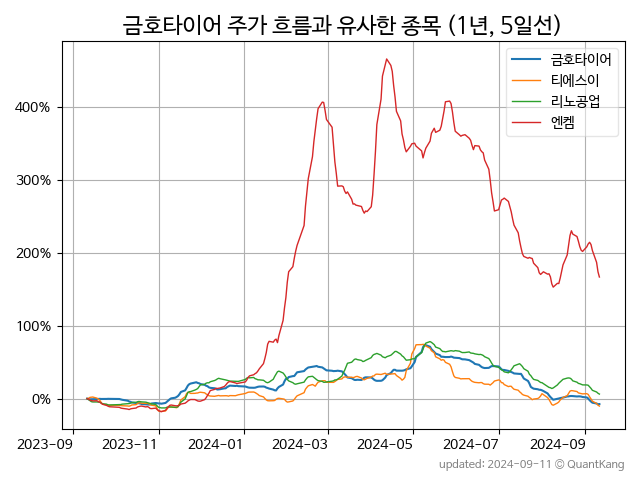 금호타이어 주가 흐름과 유사한 종목 (1년, 5일선)
금호타이어
티에스이
리노공업
엔켐
400%
300%
200%
100%
0%
2023-09 2023-11 2024-01 2024-03 2024-05 2024-07 2024-09
updated: 2024-09-11 © QuantKang